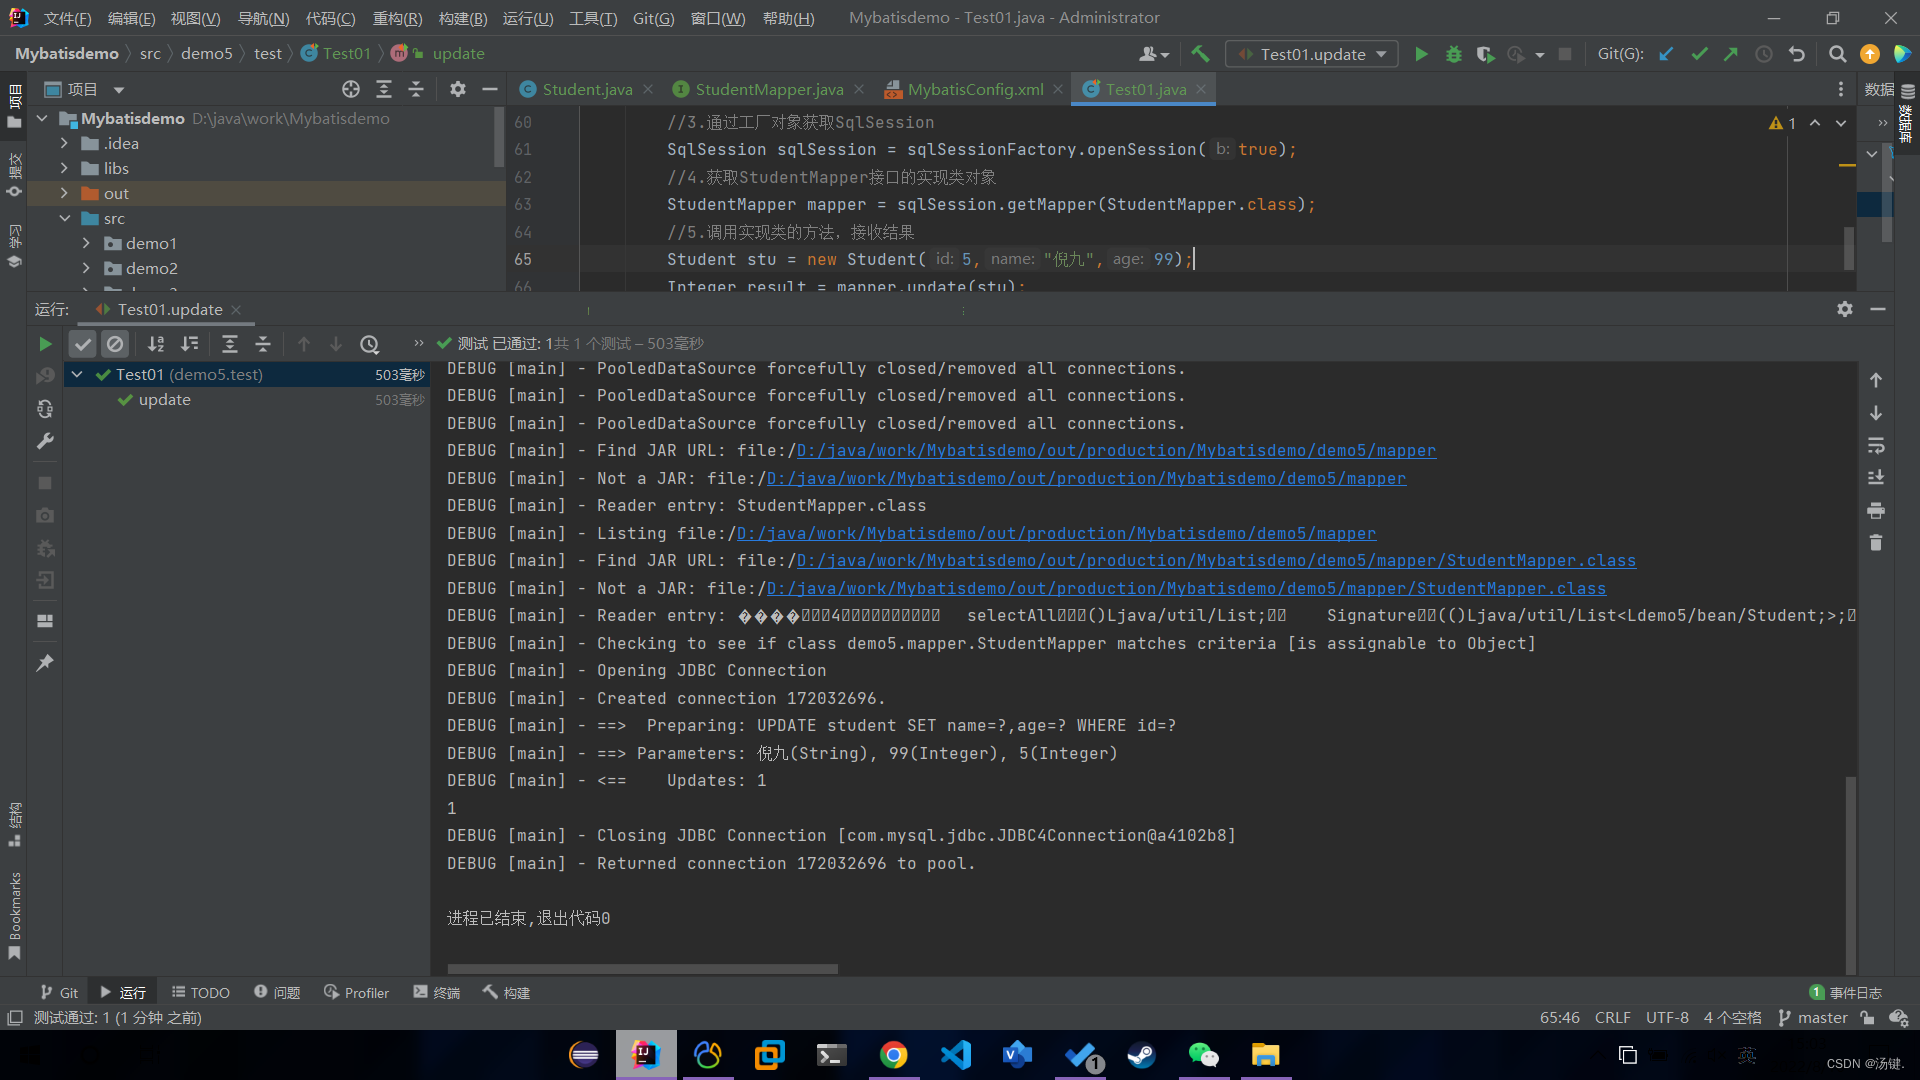 文件(F) 编辑(E) 视图(V) 导航(N) 代码(C) 重构(R) 构建(B) 运行(U) 工具(T) Git(G) 窗口(W) 帮助(H) Mybatisdemo - Test01.java - Administrator
Mybatisdemo src demo5 test Test01 update Test01.update Git(G):
项目 Student.java StudentMapper.java MybatisConfig.xml Test01.java 数据
项目
提交
学习
Mybatisdemo D:\java\work\Mybatisdemo
.idea
libs
out
src
demo1
demo2
数据库
1
60 //3.通过工厂对象获取SqlSession
61 SqlSession sqlSession = sqlSessionFactory.openSession( b: true);
62 //4.获取StudentMapper接口的实现类对象
63 StudentMapper mapper = sqlSession.getMapper(StudentMapper.class);
64 //5.调用实现类的方法，接收结果
65 Student stu = new Student( id: 5, name: "倪九", age: 99);
66 Integer result = mapper.update(stu);
运行: Test01.update
测试 已通过: 1共 1 个测试 – 503毫秒
Test01 (demo5.test) 503毫秒
update 503毫秒
DEBUG [main] - PooledDataSource forcefully closed/removed all connections.
DEBUG [main] - PooledDataSource forcefully closed/removed all connections.
DEBUG [main] - PooledDataSource forcefully closed/removed all connections.
DEBUG [main] - Find JAR URL: file:/D:/java/work/Mybatisdemo/out/production/Mybatisdemo/demo5/mapper
DEBUG [main] - Not a JAR: file:/D:/java/work/Mybatisdemo/out/production/Mybatisdemo/demo5/mapper
DEBUG [main] - Reader entry: StudentMapper.class
DEBUG [main] - Listing file:/D:/java/work/Mybatisdemo/out/production/Mybatisdemo/demo5/mapper
DEBUG [main] - Find JAR URL: file:/D:/java/work/Mybatisdemo/out/production/Mybatisdemo/demo5/mapper/StudentMapper.class
DEBUG [main] - Not a JAR: file:/D:/java/work/Mybatisdemo/out/production/Mybatisdemo/demo5/mapper/StudentMapper.class
DEBUG [main] - Reader entry: ���� 4 selectAll ()Ljava/util/List; Signature (()Ljava/util/List<Ldemo5/bean/Student;>;
DEBUG [main] - Checking to see if class demo5.mapper.StudentMapper matches criteria [is assignable to Object]
DEBUG [main] - Opening JDBC Connection
DEBUG [main] - Created connection 172032696.
DEBUG [main] - ==>  Preparing: UPDATE student SET name=?,age=? WHERE id=?
DEBUG [main] - ==> Parameters: 倪九(String), 99(Integer), 5(Integer)
DEBUG [main] - <==    Updates: 1
1
DEBUG [main] - Closing JDBC Connection [com.mysql.jdbc.JDBC4Connection@a4102b8]
DEBUG [main] - Returned connection 172032696 to pool.
进程已结束,退出代码0
结构
Bookmarks
Git 运行 TODO 问题 Profiler 终端 构建 1 事件日志
测试通过: 1 (1 分钟 之前) 65:46 CRLF UTF-8 4 个空格 master
1 英
CSDN @汤键.